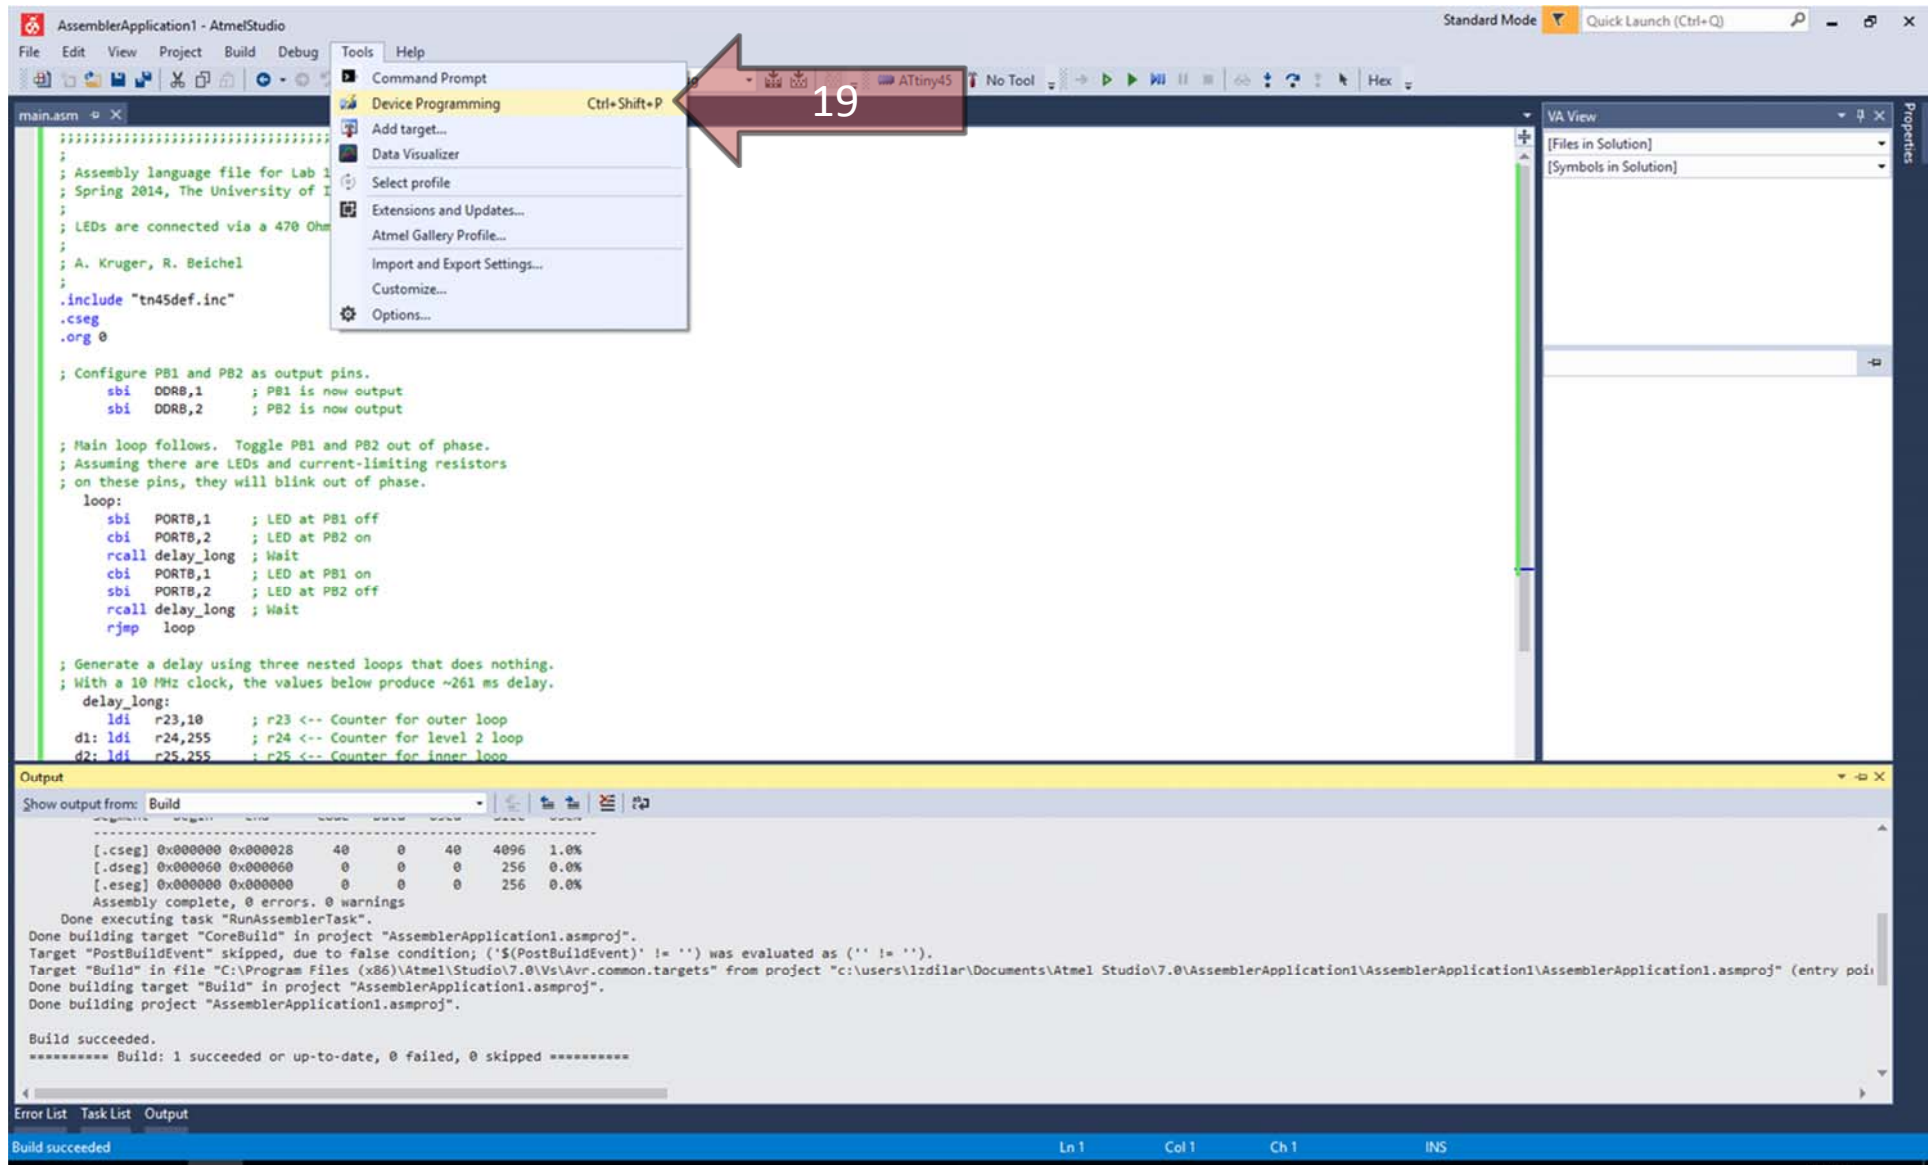 AssemblerApplication1 - AtmelStudio
Standard Mode
Quick Launch (Ctrl+Q)
File Edit View Project Build Debug Tools Help
ATtiny45 No Tool Hex
Command Prompt
Device Programming Ctrl+Shift+P
Add target...
Data Visualizer
Select profile
Extensions and Updates...
Atmel Gallery Profile...
Import and Export Settings...
Customize...
Options...
19
main.asm
;;;;;;;;;;;;;;;;;;;;;;;;;;;;;;;;;;
;
; Assembly language file for Lab 1
; Spring 2014, The University of I
;
; LEDs are connected via a 470 Ohm
;
; A. Kruger, R. Beichel
;
.include "tn45def.inc"
.cseg
.org 0
; Configure PB1 and PB2 as output pins.
sbi DDRB,1 ; PB1 is now output
sbi DDRB,2 ; PB2 is now output
; Main loop follows. Toggle PB1 and PB2 out of phase.
; Assuming there are LEDs and current-limiting resistors
; on these pins, they will blink out of phase.
loop:
sbi PORTB,1 ; LED at PB1 off
cbi PORTB,2 ; LED at PB2 on
rcall delay_long ; Wait
cbi PORTB,1 ; LED at PB1 on
sbi PORTB,2 ; LED at PB2 off
rcall delay_long ; Wait
rjmp loop
; Generate a delay using three nested loops that does nothing.
; With a 10 MHz clock, the values below produce ~261 ms delay.
delay_long:
ldi r23,10 ; r23 <-- Counter for outer loop
d1: ldi r24,255 ; r24 <-- Counter for level 2 loop
d2: ldi r25,255 ; r25 <-- Counter for inner loop
VA View
[Files in Solution]
[Symbols in Solution]
Properties
Output
Show output from: Build
Segment Begin End Code Data Used Size Use%
---------------------------------------------------------------
[.cseg] 0x000000 0x000028 40 0 40 4096 1.0%
[.dseg] 0x000060 0x000060 0 0 0 256 0.0%
[.eseg] 0x000000 0x000000 0 0 0 256 0.0%
Assembly complete, 0 errors. 0 warnings
Done executing task "RunAssemblerTask".
Done building target "CoreBuild" in project "AssemblerApplication1.asmproj".
Target "PostBuildEvent" skipped, due to false condition; ('$(PostBuildEvent)' != '') was evaluated as ('' != '').
Target "Build" in file "C:\Program Files (x86)\Atmel\Studio\7.0\Vs\Avr.common.targets" from project "c:\users\lzdilar\Documents\Atmel Studio\7.0\AssemblerApplication1\AssemblerApplication1\AssemblerApplication1.asmproj" (entry poi
Done building target "Build" in project "AssemblerApplication1.asmproj".
Done building project "AssemblerApplication1.asmproj".
Build succeeded.
========== Build: 1 succeeded or up-to-date, 0 failed, 0 skipped ==========
Error List Task List Output
Build succeeded Ln 1 Col 1 Ch 1 INS